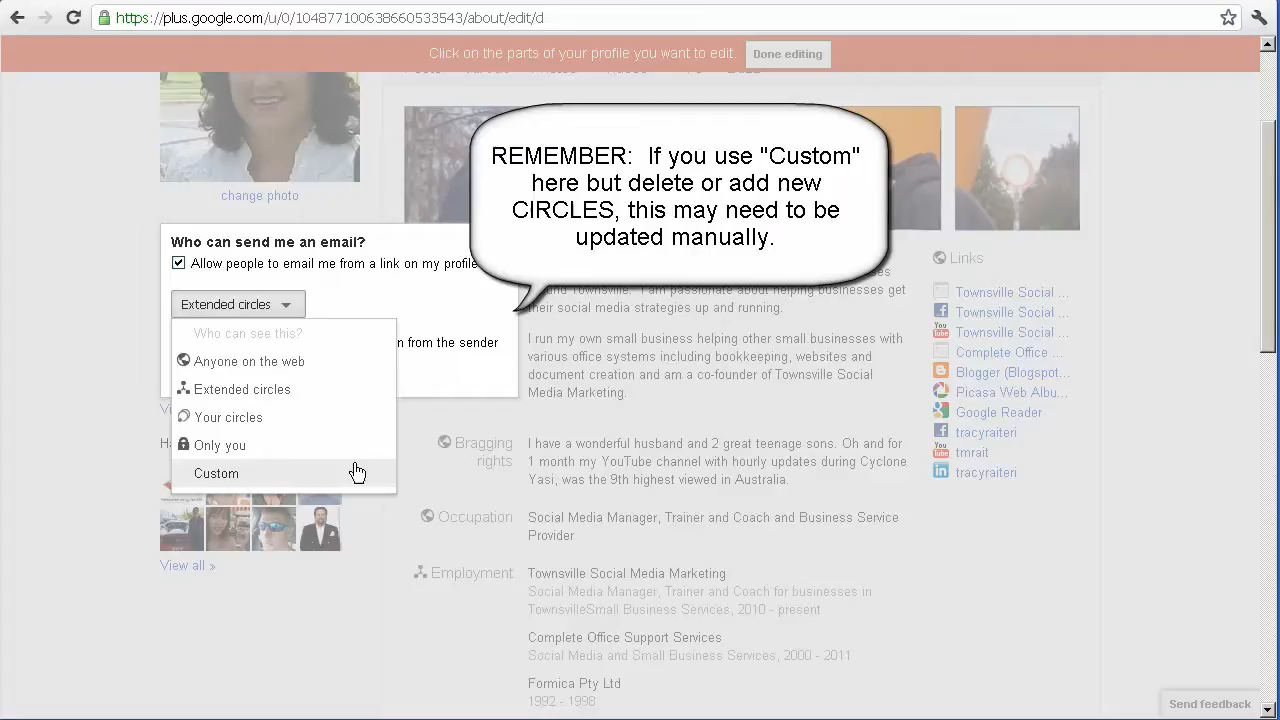 https://plus.google.com/u/0/104877100638660533543/about/edit/d
Click on the parts of your profile you want to edit.
Done editing
change photo
REMEMBER: If you use "Custom"
here but delete or add new
CIRCLES, this may need to be
updated manually.
Who can send me an email?
Allow people to email me from a link on my profile
Extended circles
Who can see this?
Anyone on the web
Extended circles
Your circles
Only you
Custom
n from the sender
View all »
around Townsville. I am passionate about helping businesses get
their social media strategies up and running.
I run my own small business helping other small businesses with
various office systems including bookkeeping, websites and
document creation and am a co-founder of Townsville Social
Media Marketing.
Bragging
rights
I have a wonderful husband and 2 great teenage sons. Oh and for
1 month my YouTube channel with hourly updates during Cyclone
Yasi, was the 9th highest viewed in Australia.
Occupation
Social Media Manager, Trainer and Coach and Business Service
Provider
Employment
Townsville Social Media Marketing
Social Media Manager, Trainer and Coach for businesses in
TownsvilleSmall Business Services, 2010 - present
Complete Office Support Services
Social Media and Small Business Services, 2000 - 2011
Formica Pty Ltd
1992 - 1998
Links
Townsville Social ...
Townsville Social ...
Townsville Social ...
Complete Office ...
Blogger (Blogspot...
Picasa Web Albu...
Google Reader
tracyraiteri
tmrait
tracyraiteri
Send feedback